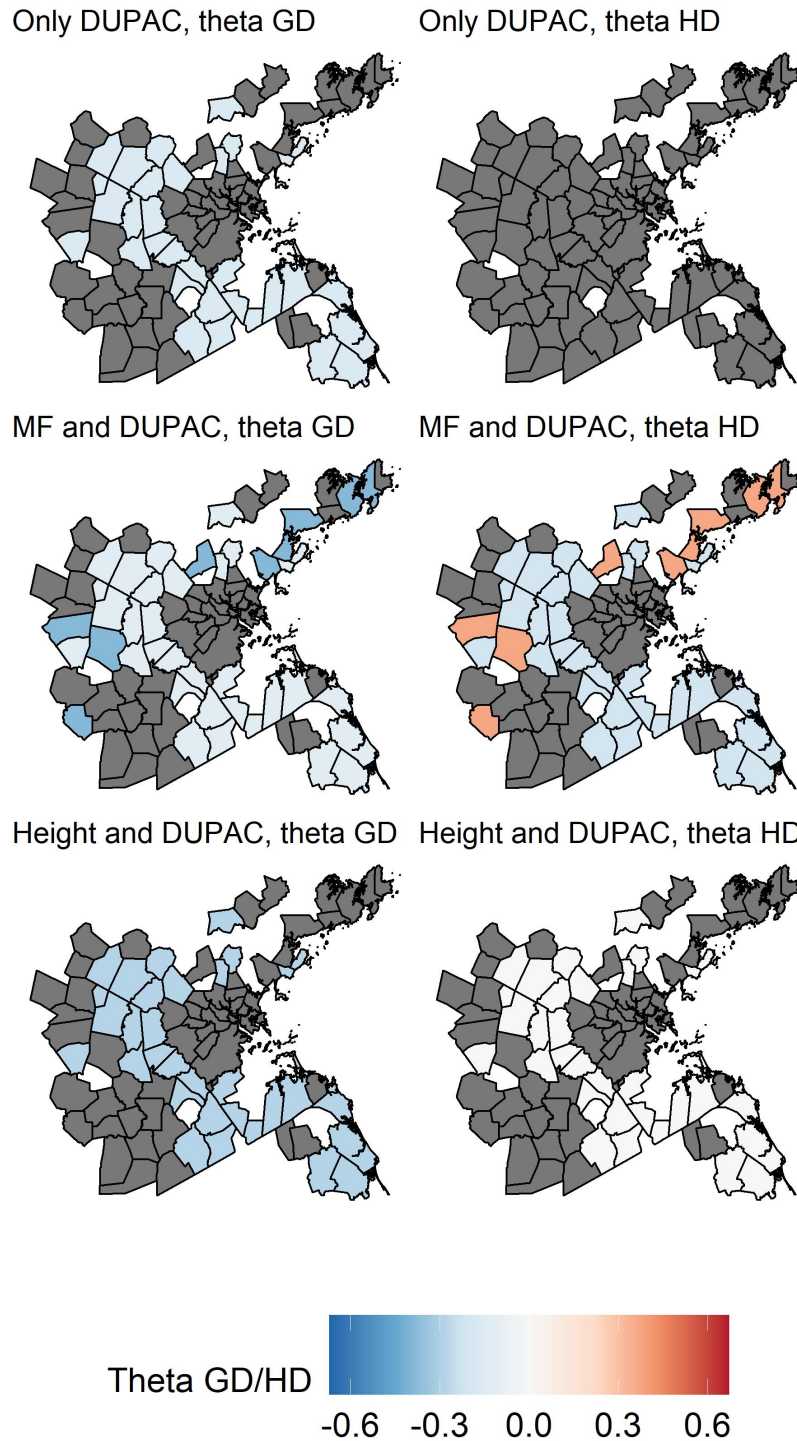 Only DUPAC, theta GD
Only DUPAC, theta HD
MF and DUPAC, theta GD
MF and DUPAC, theta HD
Height and DUPAC, theta GD
Height and DUPAC, theta HD
Theta GD/HD
-0.6 -0.3 0.0 0.3 0.6